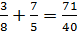 3/8 + 7/5 = 71/40